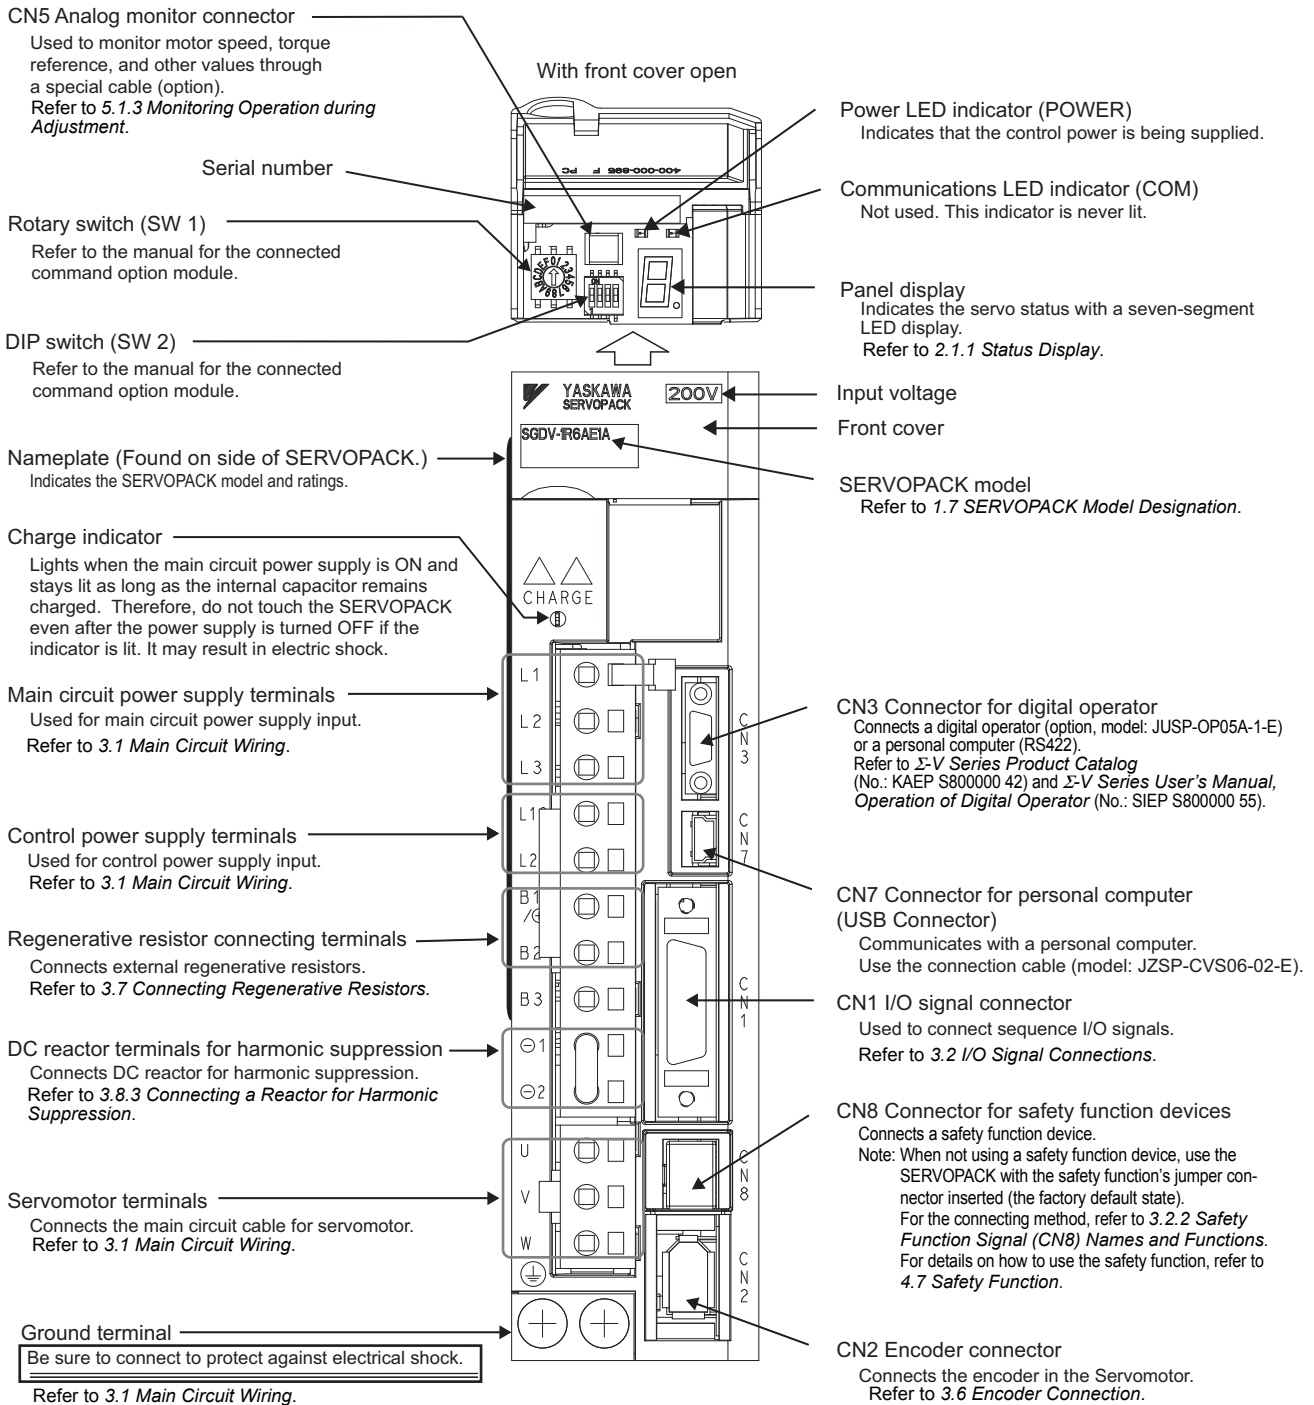 CN5 Analog monitor connector
Used to monitor motor speed, torque
reference, and other values through
a special cable (option).
Refer to 5.1.3 Monitoring Operation during
Adjustment.
Serial number
Rotary switch (SW 1)
Refer to the manual for the connected
command option module.
DIP switch (SW 2)
Refer to the manual for the connected
command option module.
Nameplate (Found on side of SERVOPACK.)
Indicates the SERVOPACK model and ratings.
Charge indicator
Lights when the main circuit power supply is ON and
stays lit as long as the internal capacitor remains
charged. Therefore, do not touch the SERVOPACK
even after the power supply is turned OFF if the
indicator is lit. It may result in electric shock.
Main circuit power supply terminals
Used for main circuit power supply input.
Refer to 3.1 Main Circuit Wiring.
Control power supply terminals
Used for control power supply input.
Refer to 3.1 Main Circuit Wiring.
Regenerative resistor connecting terminals
Connects external regenerative resistors.
Refer to 3.7 Connecting Regenerative Resistors.
DC reactor terminals for harmonic suppression
Connects DC reactor for harmonic suppression.
Refer to 3.8.3 Connecting a Reactor for Harmonic
Suppression.
Servomotor terminals
Connects the main circuit cable for servomotor.
Refer to 3.1 Main Circuit Wiring.
Ground terminal
Be sure to connect to protect against electrical shock.
Refer to 3.1 Main Circuit Wiring.
With front cover open
400-000-895 F PC
0123456789ABCDEF
ON
1
YASKAWA
SERVOPACK
200V
SGDV-1R6AE1A
CHARGE
L1
L2
L3
L1
L2
B1
/⊕
B2
B3
⊖1
⊖2
U
V
W
CN3
CN7
CN1
CN8
CN2
Power LED indicator (POWER)
Indicates that the control power is being supplied.
Communications LED indicator (COM)
Not used. This indicator is never lit.
Panel display
Indicates the servo status with a seven-segment
LED display.
Refer to 2.1.1 Status Display.
Input voltage
Front cover
SERVOPACK model
Refer to 1.7 SERVOPACK Model Designation.
CN3 Connector for digital operator
Connects a digital operator (option, model: JUSP-OP05A-1-E)
or a personal computer (RS422).
Refer to Σ-V Series Product Catalog
(No.: KAEP S800000 42) and Σ-V Series User's Manual,
Operation of Digital Operator (No.: SIEP S800000 55).
CN7 Connector for personal computer
(USB Connector)
Communicates with a personal computer.
Use the connection cable (model: JZSP-CVS06-02-E).
CN1 I/O signal connector
Used to connect sequence I/O signals.
Refer to 3.2 I/O Signal Connections.
CN8 Connector for safety function devices
Connects a safety function device.
Note: When not using a safety function device, use the
SERVOPACK with the safety function's jumper con-
nector inserted (the factory default state).
For the connecting method, refer to 3.2.2 Safety
Function Signal (CN8) Names and Functions.
For details on how to use the safety function, refer to
4.7 Safety Function.
CN2 Encoder connector
Connects the encoder in the Servomotor.
Refer to 3.6 Encoder Connection.